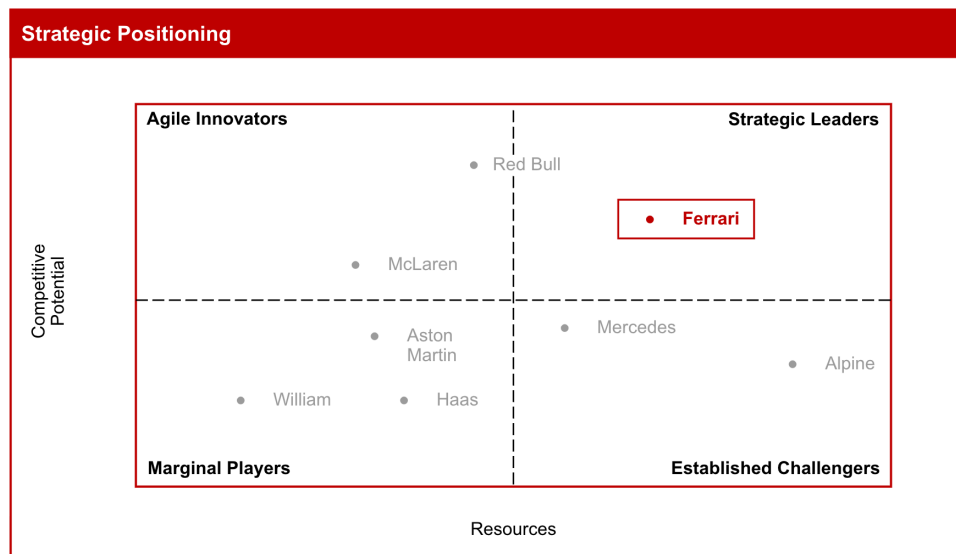 Strategic Positioning
Agile Innovators
Strategic Leaders
Red Bull
Ferrari
McLaren
Competitive
Potential
Mercedes
Aston
Martin
Alpine
William
Haas
Marginal Players
Established Challengers
Resources